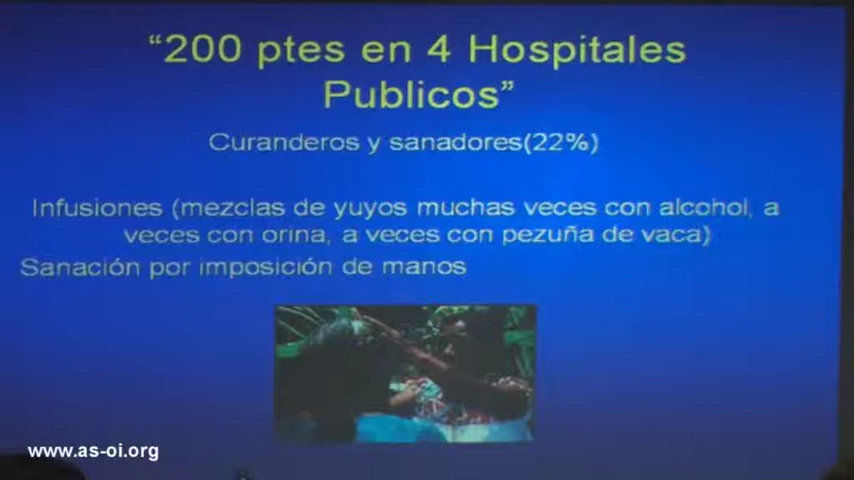 “200 ptes en 4 Hospitales
Publicos”
Curanderos y sanadores(22%)
Infusiones (mezclas de yuyos muchas veces con alcohol, a
veces con orina, a veces con pezuña de vaca)
Sanación por imposición de manos
www.as-oi.org